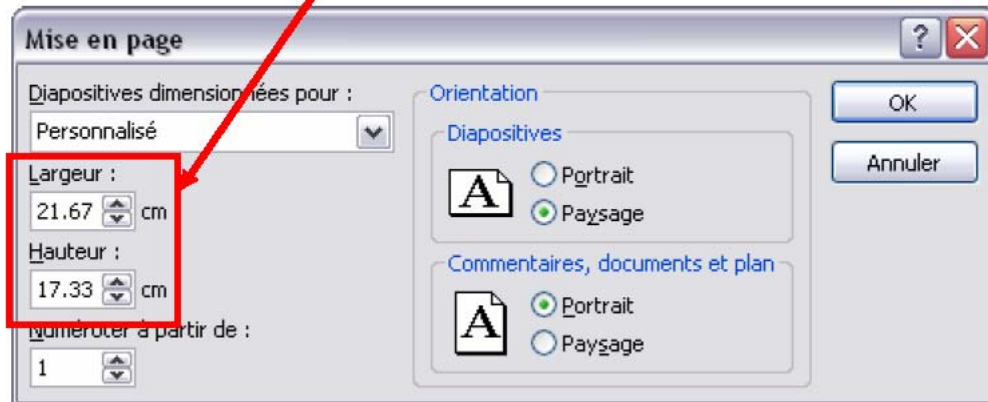 Mise en page
Diapositives dimensionnées pour :
Personnalisé
Largeur :
21.67 cm
Hauteur :
17.33 cm
Numéroter à partir de :
1
Orientation
Diapositives
A
Portrait
Paysage
Commentaires, documents et plan
A
Portrait
Paysage
OK
Annuler